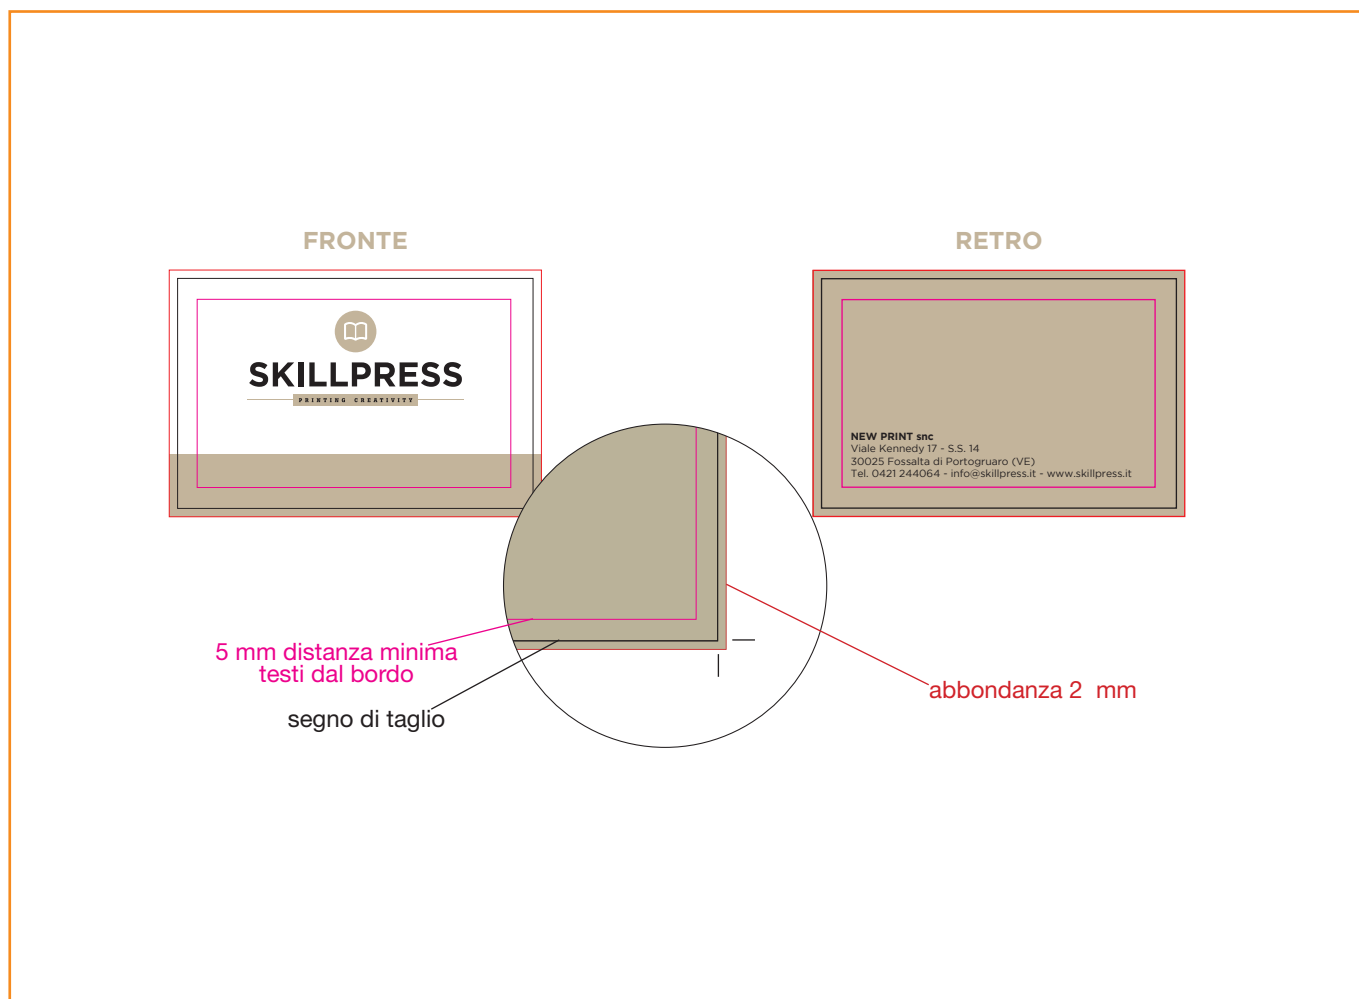 FRONTE
SKILLPRESS
PRINTING CREATIVITY
RETRO
NEW PRINT snc
Viale Kennedy 17 - S.S. 14
30025 Fossalta di Portogruaro (VE)
Tel. 0421 244064 - info@skillpress.it - www.skillpress.it
5 mm distanza minima
testi dal bordo
segno di taglio
abbondanza 2 mm